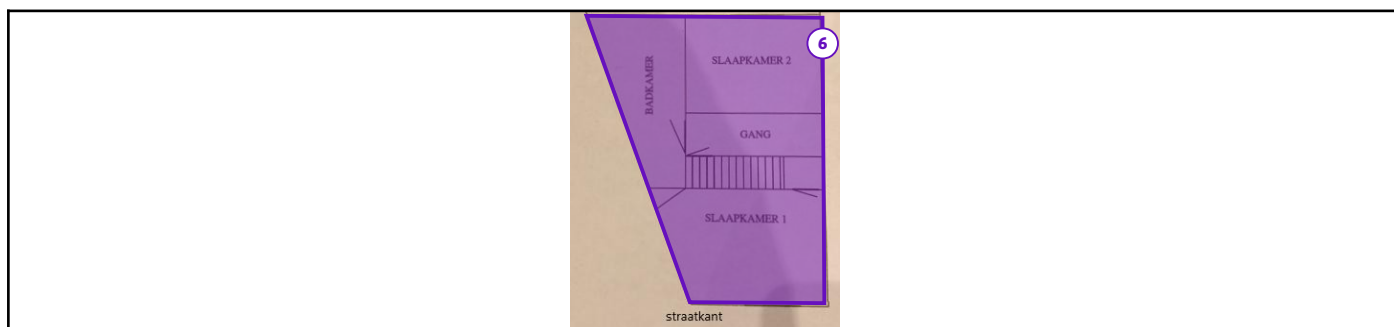 6
SLAAPKAMER 2
BADKAMER
GANG
SLAAPKAMER 1
straatkant